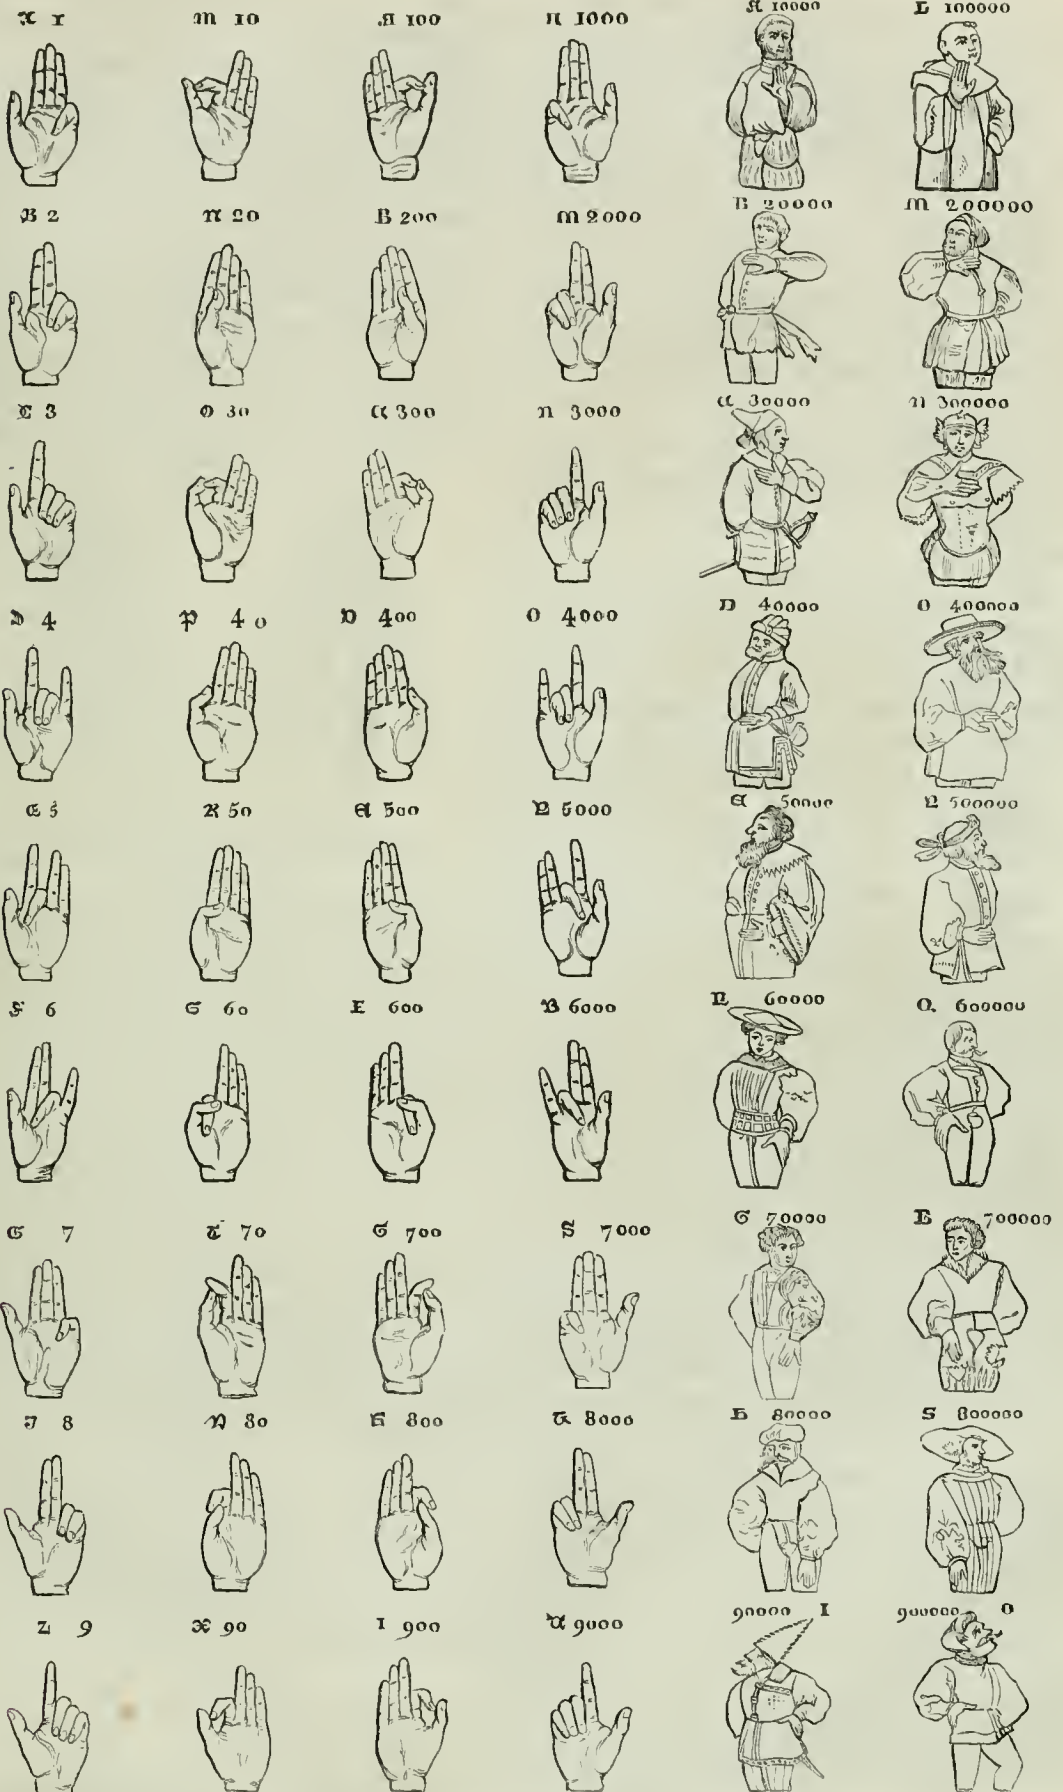 A 1 M 10 A 100 n 1000 A 10000 L 100000
B 2 N 20 B 200 m 2000 B 20000 M 200000
C 3 O 30 C 300 n 3000 C 30000 N 300000
D 4 P 40 D 400 O 4000 D 40000 O 400000
E 5 R 50 E 500 P 5000 E 50000 P 500000
F 6 S 60 6oo 6000 60000 Q. 600000
G 7 T 70 G 700 S 7000 G 70000 700000
8 80 800 8000 80000 S 800000
Z 9 X 90 I 900 9000 90000 I 900000 O